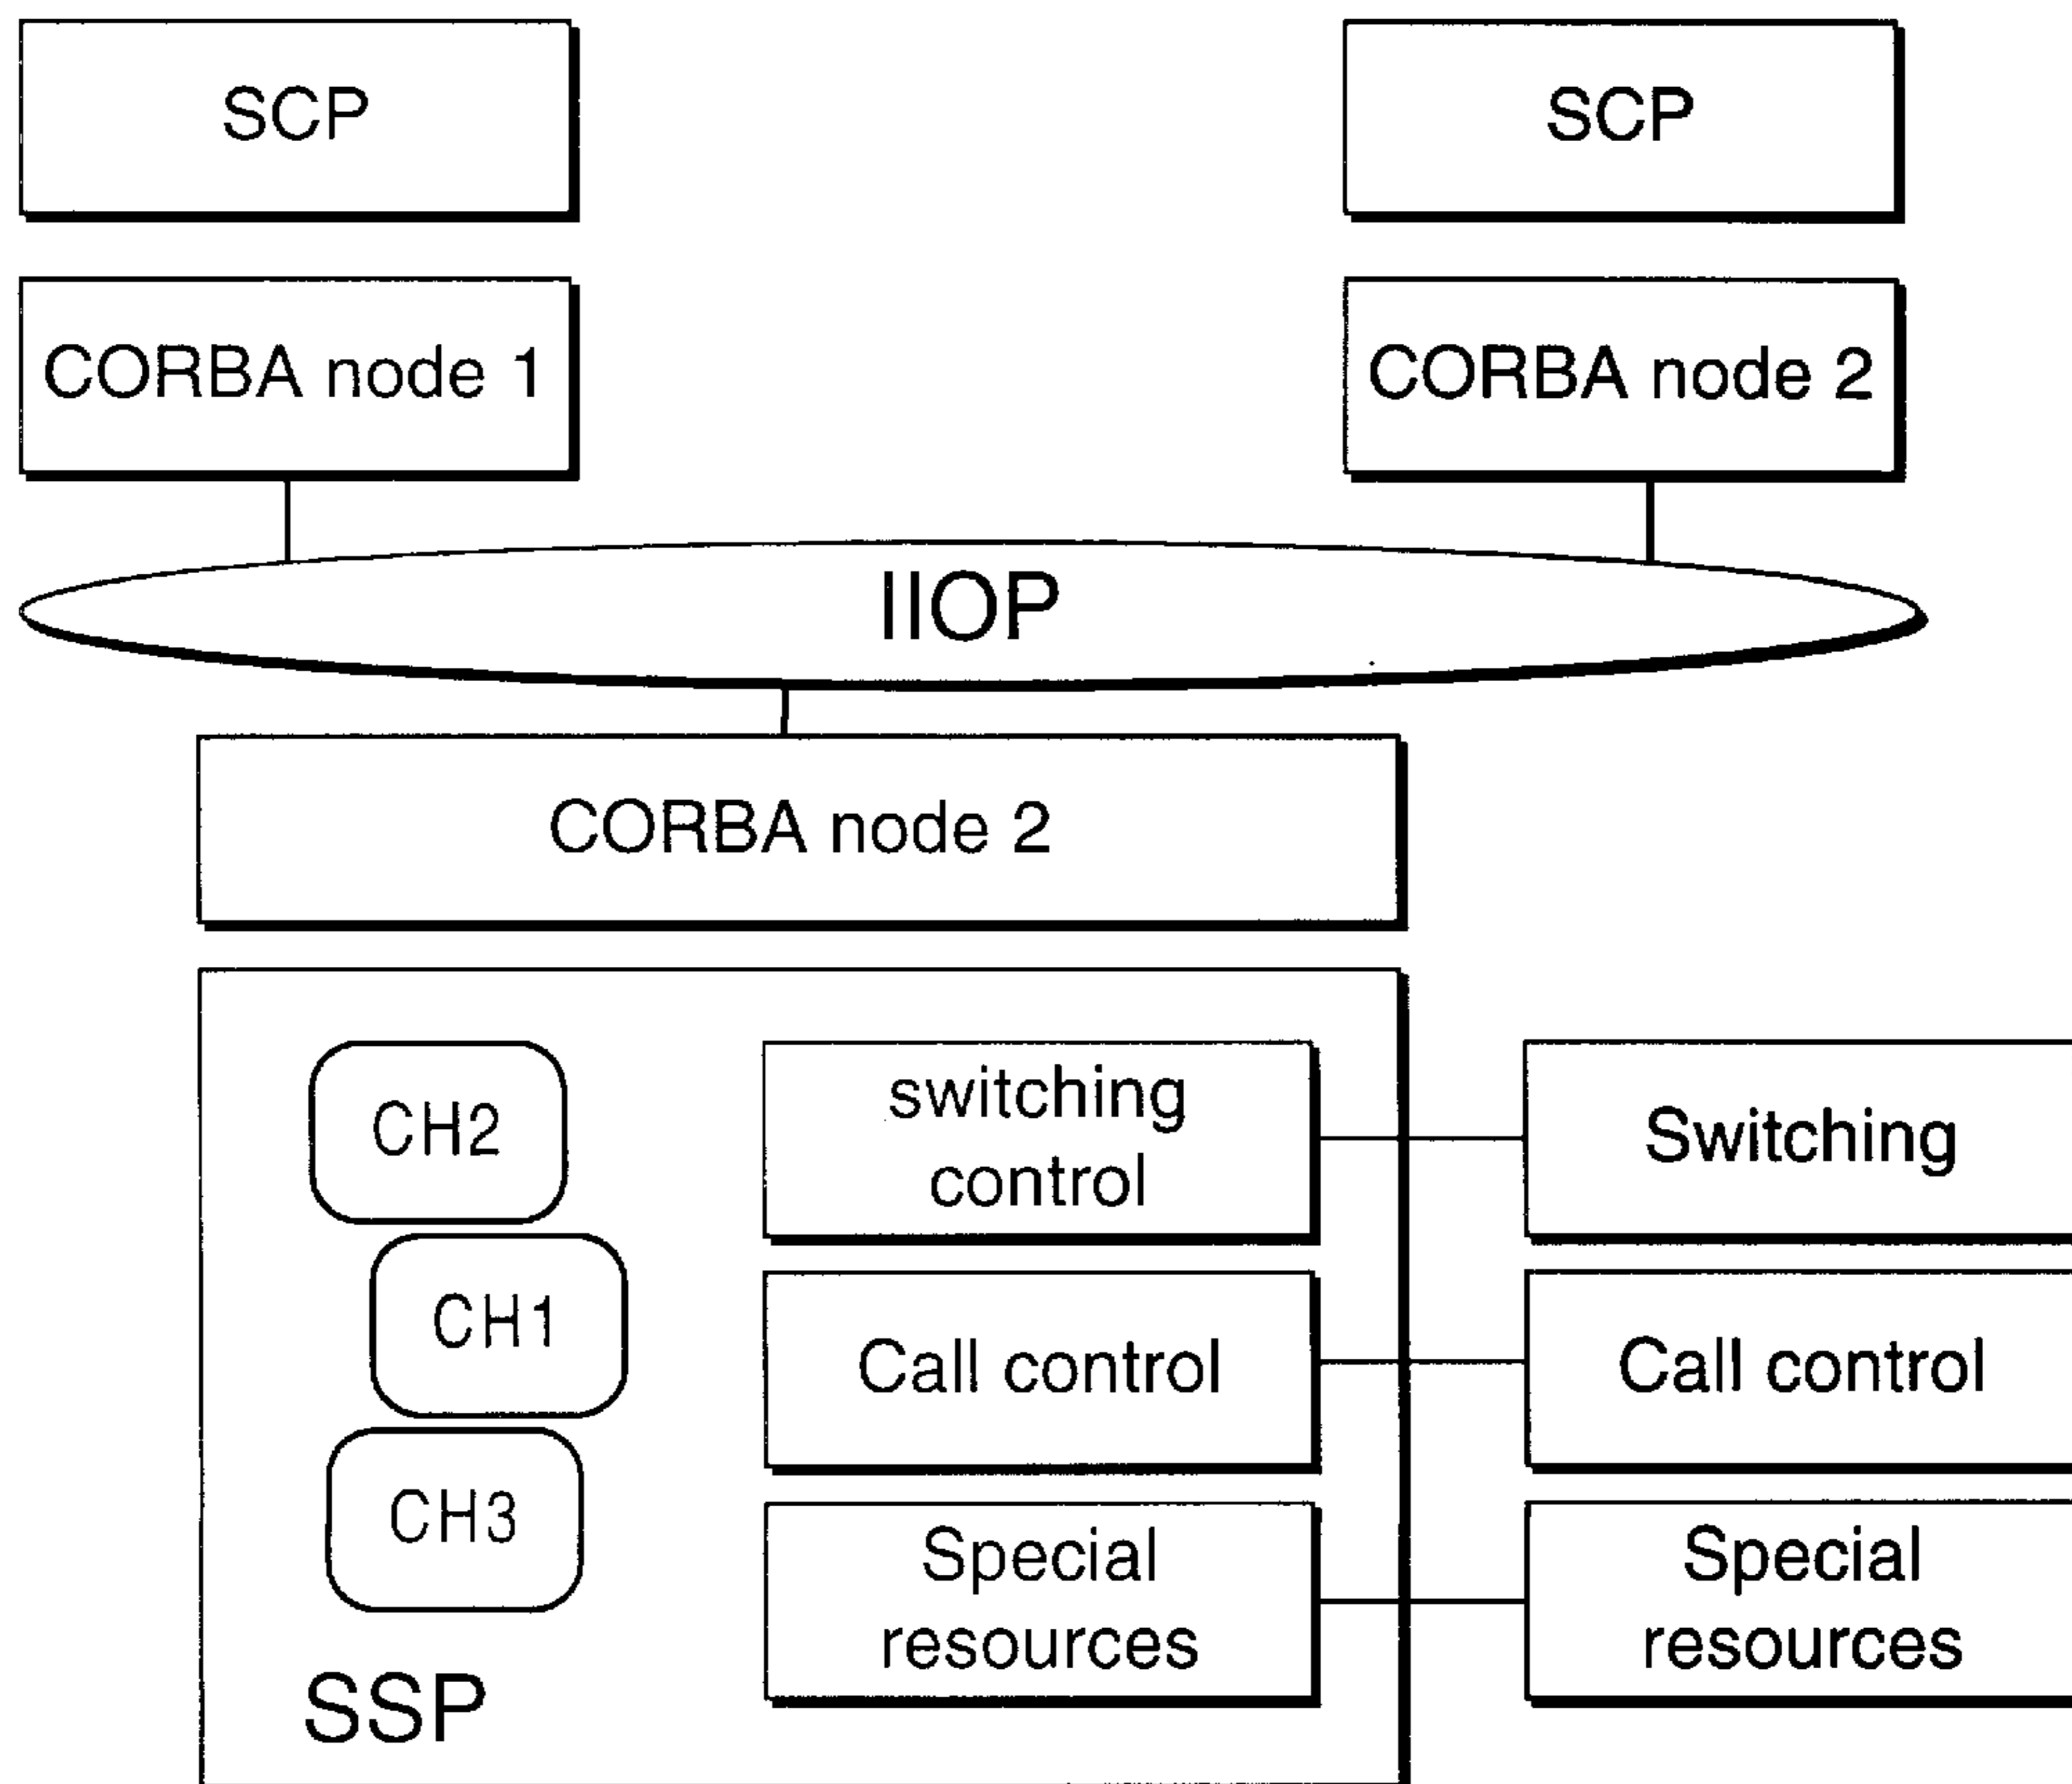 SCP
SCP
CORBA node 1
CORBA node 2
IIOP
CORBA node 2
CH2
switching
control
Switching
CH1
Call control
Call control
CH3
Special
resources
Special
resources
SSP